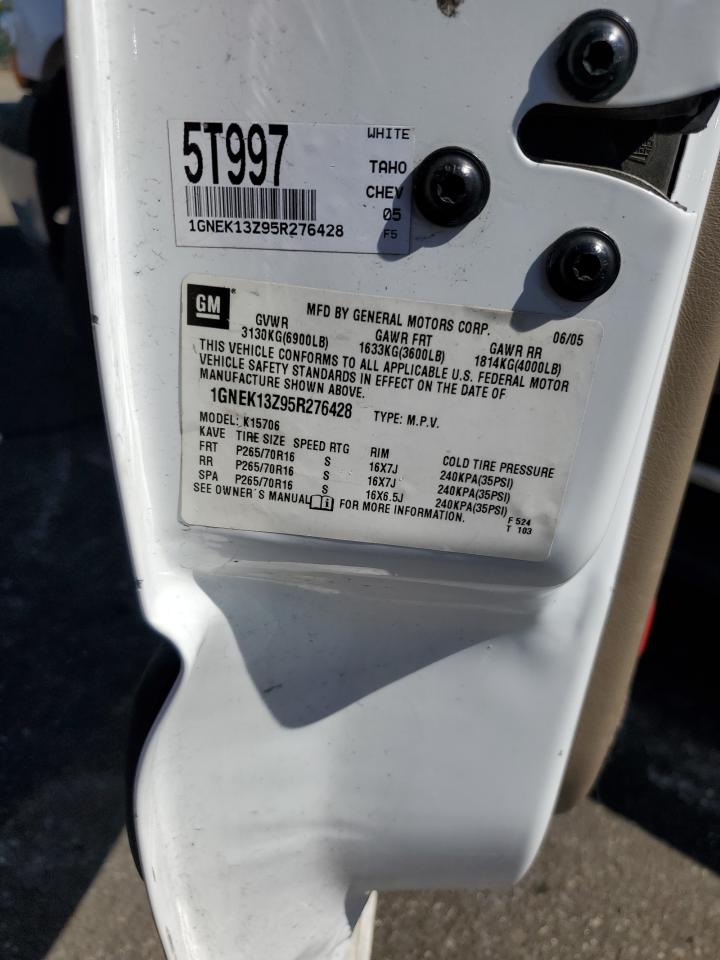 5T997 WHITE
TAHO
CHEV
05
1GNEK13Z95R276428 F5
GM® MFD BY GENERAL MOTORS CORP. 06/05
GVWR GAWR FRT GAWR RR
3130KG(6900LB) 1633KG(3600LB) 1814KG(4000LB)
THIS VEHICLE CONFORMS TO ALL APPLICABLE U.S. FEDERAL MOTOR
VEHICLE SAFETY STANDARDS IN EFFECT ON THE DATE OF
MANUFACTURE SHOWN ABOVE.
1GNEK13Z95R276428 TYPE: M.P.V.
MODEL: K15706
KAVE TIRE SIZE SPEED RTG RIM COLD TIRE PRESSURE
FRT P265/70R16 S 16X7J 240KPA(35PSI)
RR P265/70R16 S 16X7J 240KPA(35PSI)
SPA P265/70R16 S 16X6.5J 240KPA(35PSI)
SEE OWNER'S MANUAL i FOR MORE INFORMATION. F 524
T 103